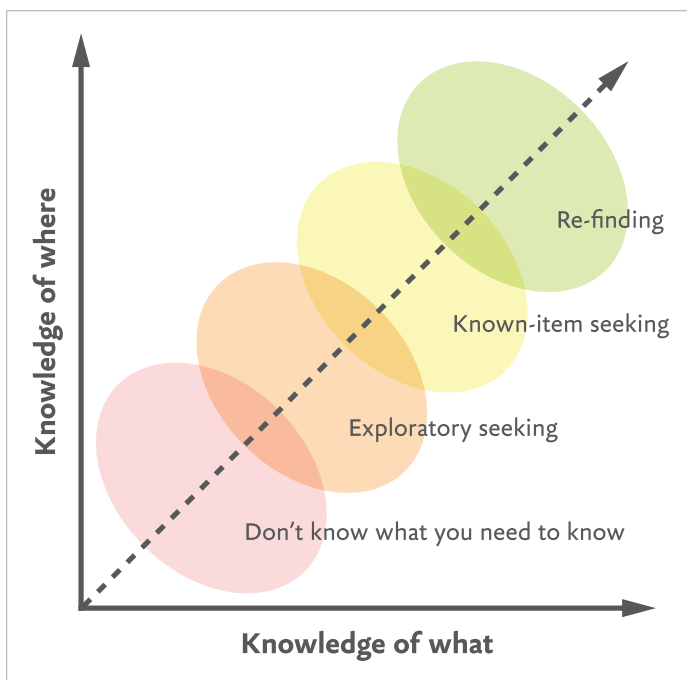 Knowledge of where
Re-finding
Known-item seeking
Exploratory seeking
Don't know what you need to know
Knowledge of what